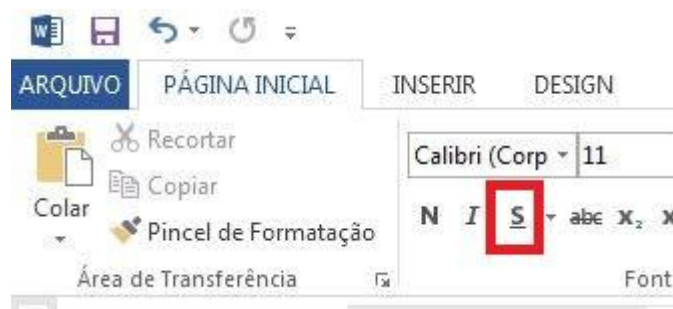 ARQUIVO PÁGINA INICIAL INSERIR DESIGN
Recortar
Copiar
Colar
Pincel de Formatação
Área de Transferência
Calibri (Corp 11
N I S abc X₂ X
Font